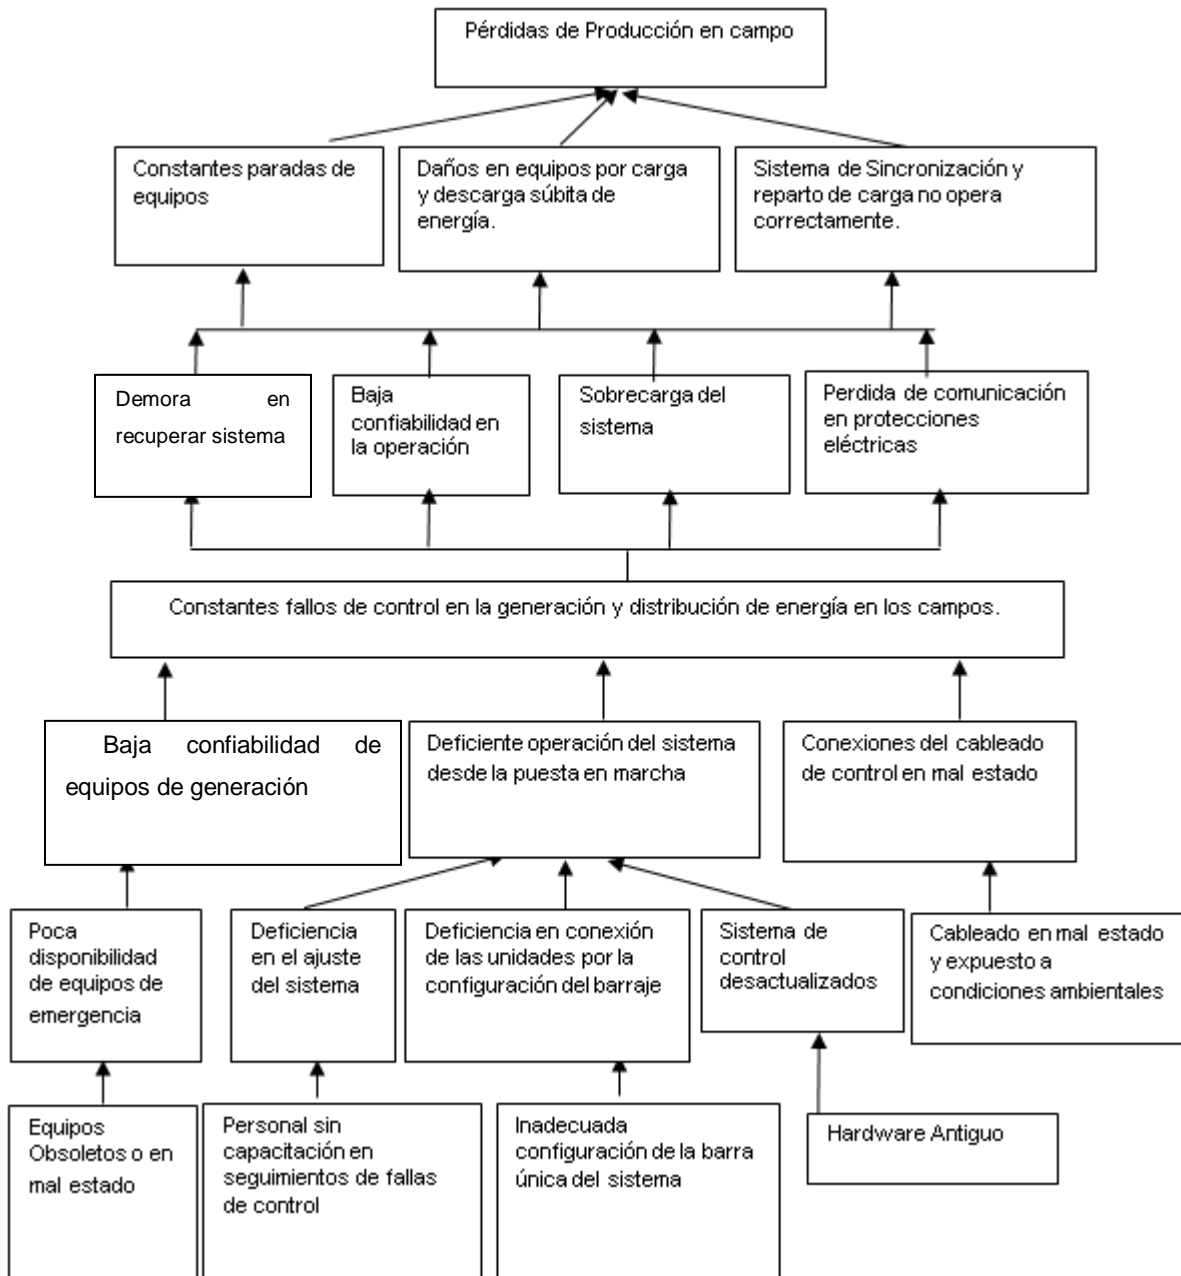 Pérdidas de Producción en campo
Constantes paradas de
equipos
Daños en equipos por carga
y descarga súbita de
energía.
Sistema de Sincronización y
reparto de carga no opera
correctamente.
Demora en
recuperar sistema
Baja
confiabilidad en
la operación
Sobrecarga del
sistema
Perdida de comunicación
en protecciones
eléctricas
Constantes fallos de control en la generación y distribución de energía en los campos.
Baja confiabilidad de
equipos de generación
Deficiente operación del sistema
desde la puesta en marcha
Conexiones del cableado
de control en mal estado
Poca
disponibilidad
de equipos de
emergencia
Deficiencia
en el ajuste
del sistema
Deficiencia en conexión
de las unidades por la
configuración del barraje
Sistema de
control
desactualizados
Cableado en mal estado
y expuesto a
condiciones ambientales
Equipos
Obsoletos o en
mal estado
Personal sin
capacitación en
seguimientos de fallas
de control
Inadecuada
configuración de la barra
única del sistema
Hardware Antiguo